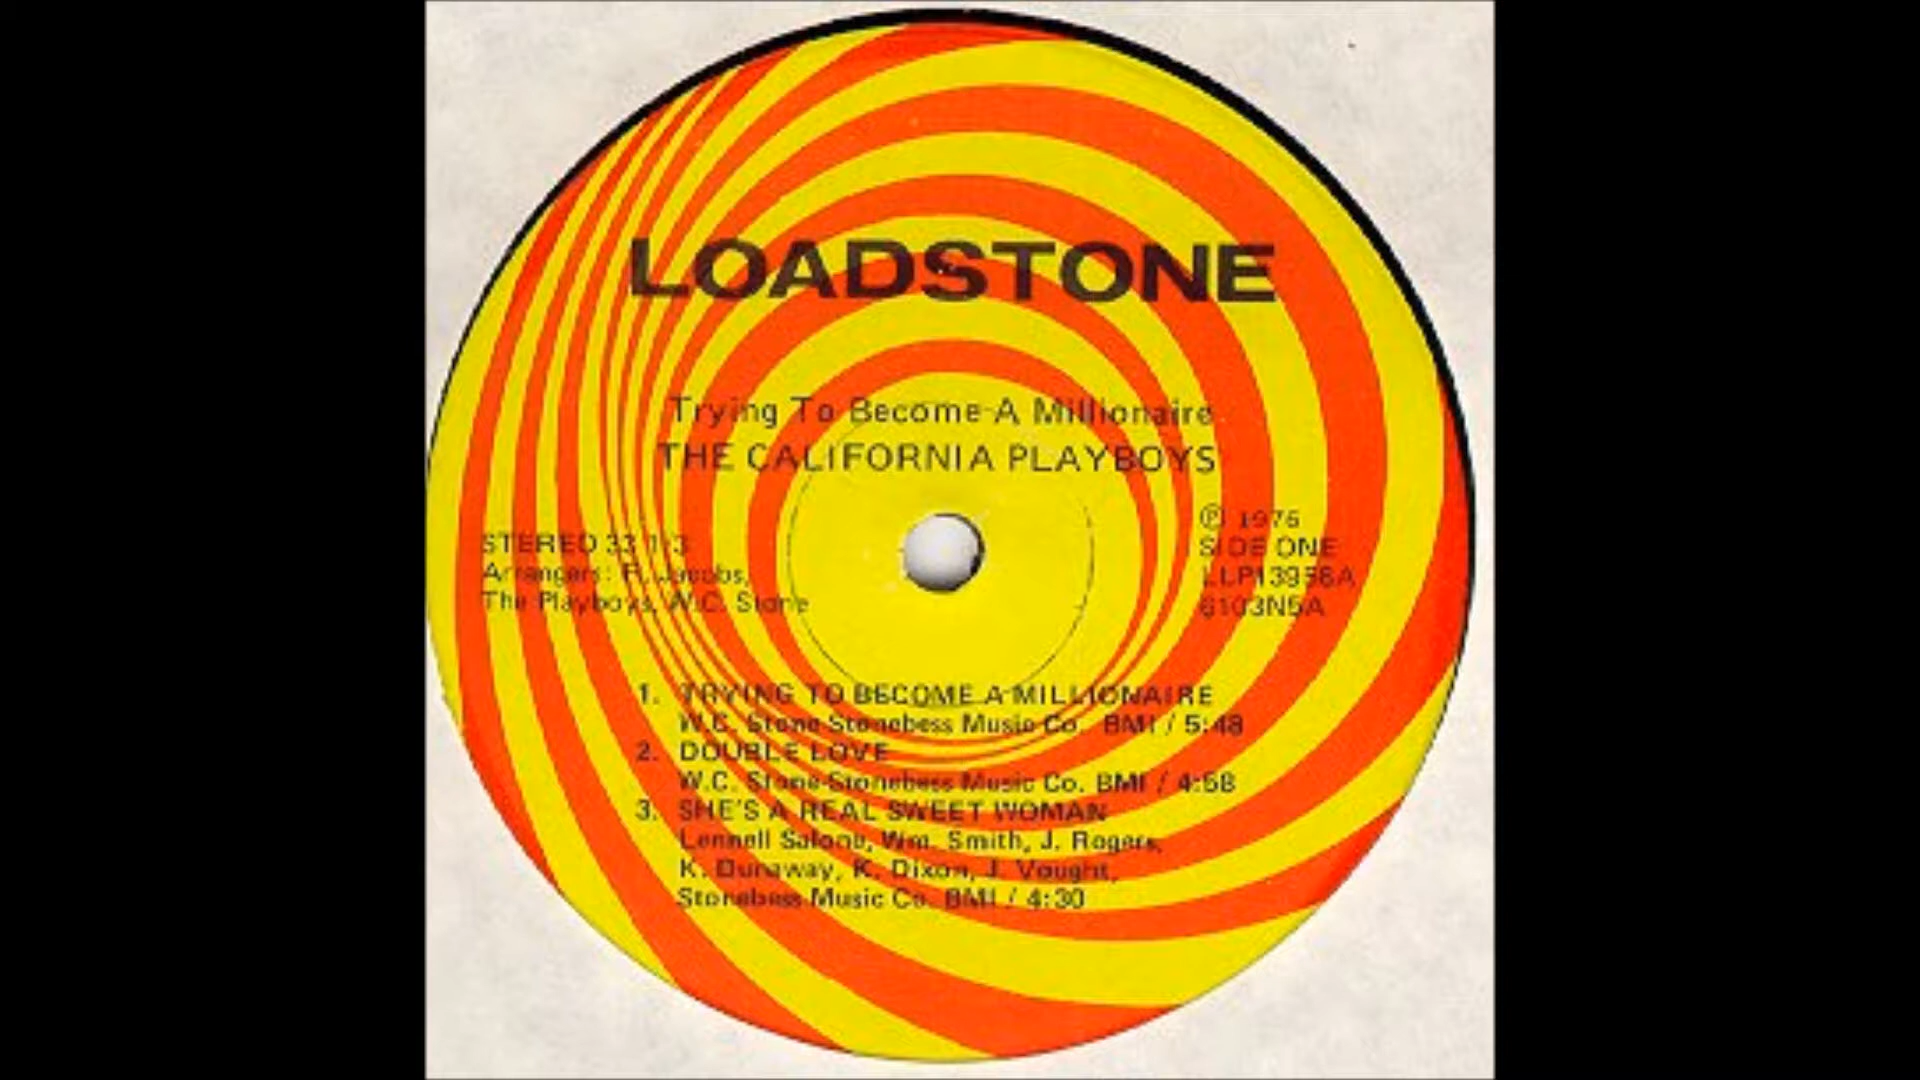 LOADSTONE
Trying To Become A Millionaire
THE CALIFORNIA PLAYBOYS
STEREO 33 1/3
Arrangers: R. Jacobs,
The Playboys, W.C. Stone
℗ 1976
SIDE ONE
6103N5A
1. TRYING TO BECOME A MILLIONAIRE
W.C. Stone-Stonebess Music Co. BMI / 5:48
2. DOUBLE LOVE
W.C. Stone-Stonebess Music Co. BMI / 4:58
3. SHE'S A REAL SWEET WOMAN
Lennell Salone, Wm. Smith, J. Rogers,
K. Dunaway, K. Dixon, J. Vought,
Stonebess Music Co. BMI / 4:30